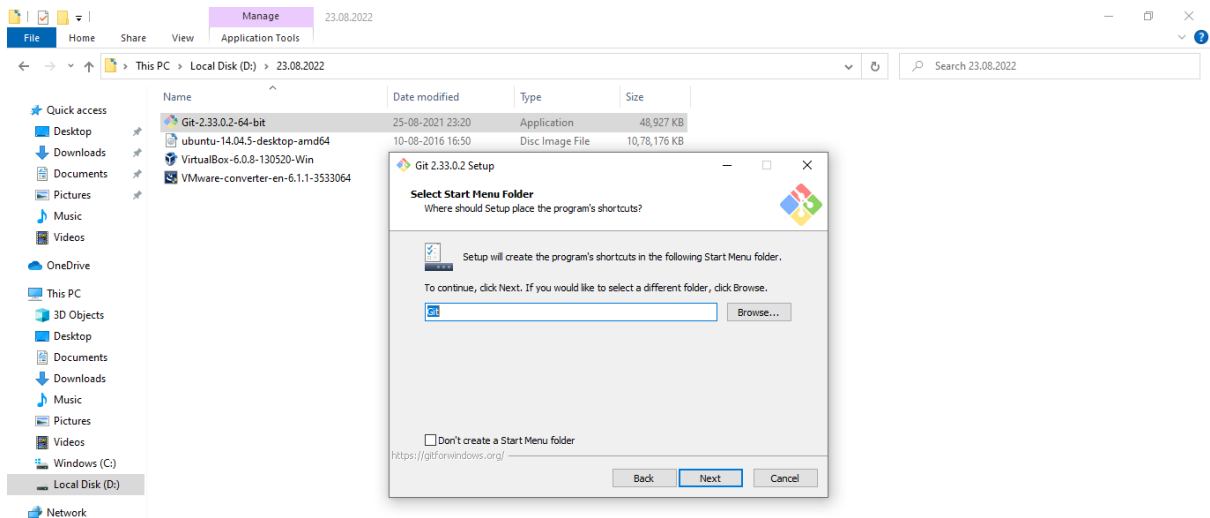 Manage 23.08.2022
File Home Share View Application Tools
This PC > Local Disk (D:) > 23.08.2022 Search 23.08.2022
Name Date modified Type Size
Quick access
Desktop
Downloads
Documents
Pictures
Music
Videos
OneDrive
This PC
3D Objects
Desktop
Documents
Downloads
Music
Pictures
Videos
Windows (C:)
Local Disk (D:)
Network
Git-2.33.0.2-64-bit 25-08-2021 23:20 Application 48,927 KB
ubuntu-14.04.5-desktop-amd64 10-08-2016 16:50 Disc Image File 10,78,176 KB
VirtualBox-6.0.8-130520-Win
VMware-converter-en-6.1.1-3533064
Git 2.33.0.2 Setup
Select Start Menu Folder
Where should Setup place the program's shortcuts?
Setup will create the program's shortcuts in the following Start Menu folder.
To continue, click Next. If you would like to select a different folder, click Browse.
Git Browse...
Don't create a Start Menu folder
https://gitforwindows.org/
Back Next Cancel